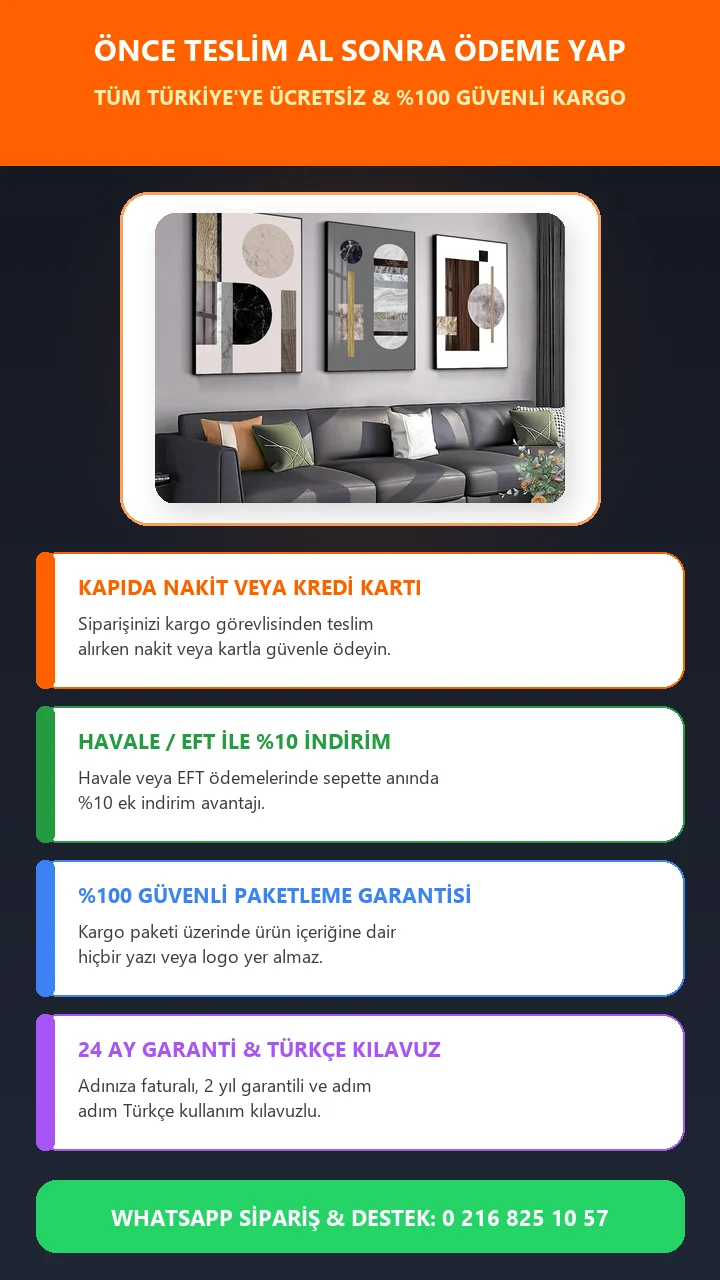 ÖNCE TESLİM AL SONRA ÖDEME YAP
TÜM TÜRKİYE'YE ÜCRETSİZ & %100 GÜVENLİ KARGO
KAPIDA NAKİT VEYA KREDİ KARTI
Siparişinizi kargo görevlisinden teslim
alırken nakit veya kartla güvenle ödeyin.
HAVALE / EFT İLE %10 İNDİRİM
Havale veya EFT ödemelerinde sepette anında
%10 ek indirim avantajı.
%100 GÜVENLİ PAKETLEME GARANTİSİ
Kargo paketi üzerinde ürün içeriğine dair
hiçbir yazı veya logo yer almaz.
24 AY GARANTİ & TÜRKÇE KILAVUZ
Adınıza faturalı, 2 yıl garantili ve adım
adım Türkçe kullanım kılavuzlu.
WHATSAPP SİPARİŞ & DESTEK: 0 216 825 10 57